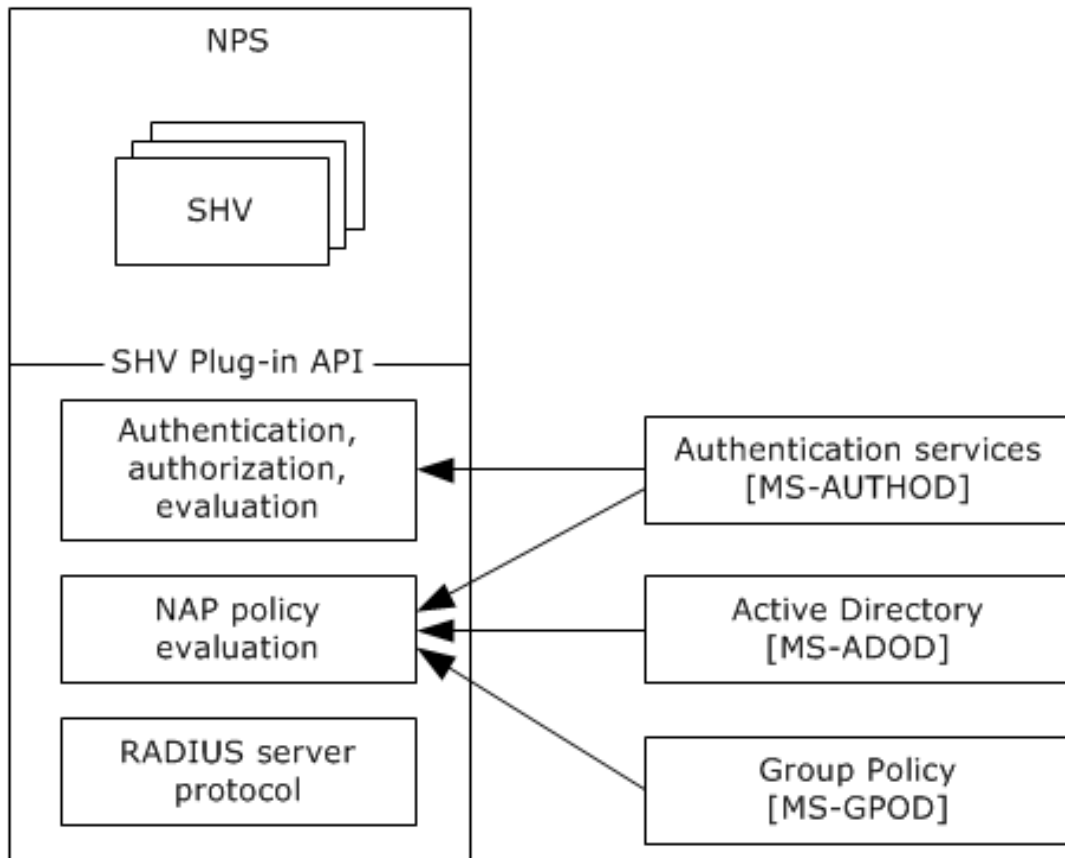 NPS
SHV
SHV Plug-in API
Authentication,
authorization,
evaluation
NAP policy
evaluation
RADIUS server
protocol
Authentication services
[MS-AUTHOD]
Active Directory
[MS-ADOD]
Group Policy
[MS-GPOD]